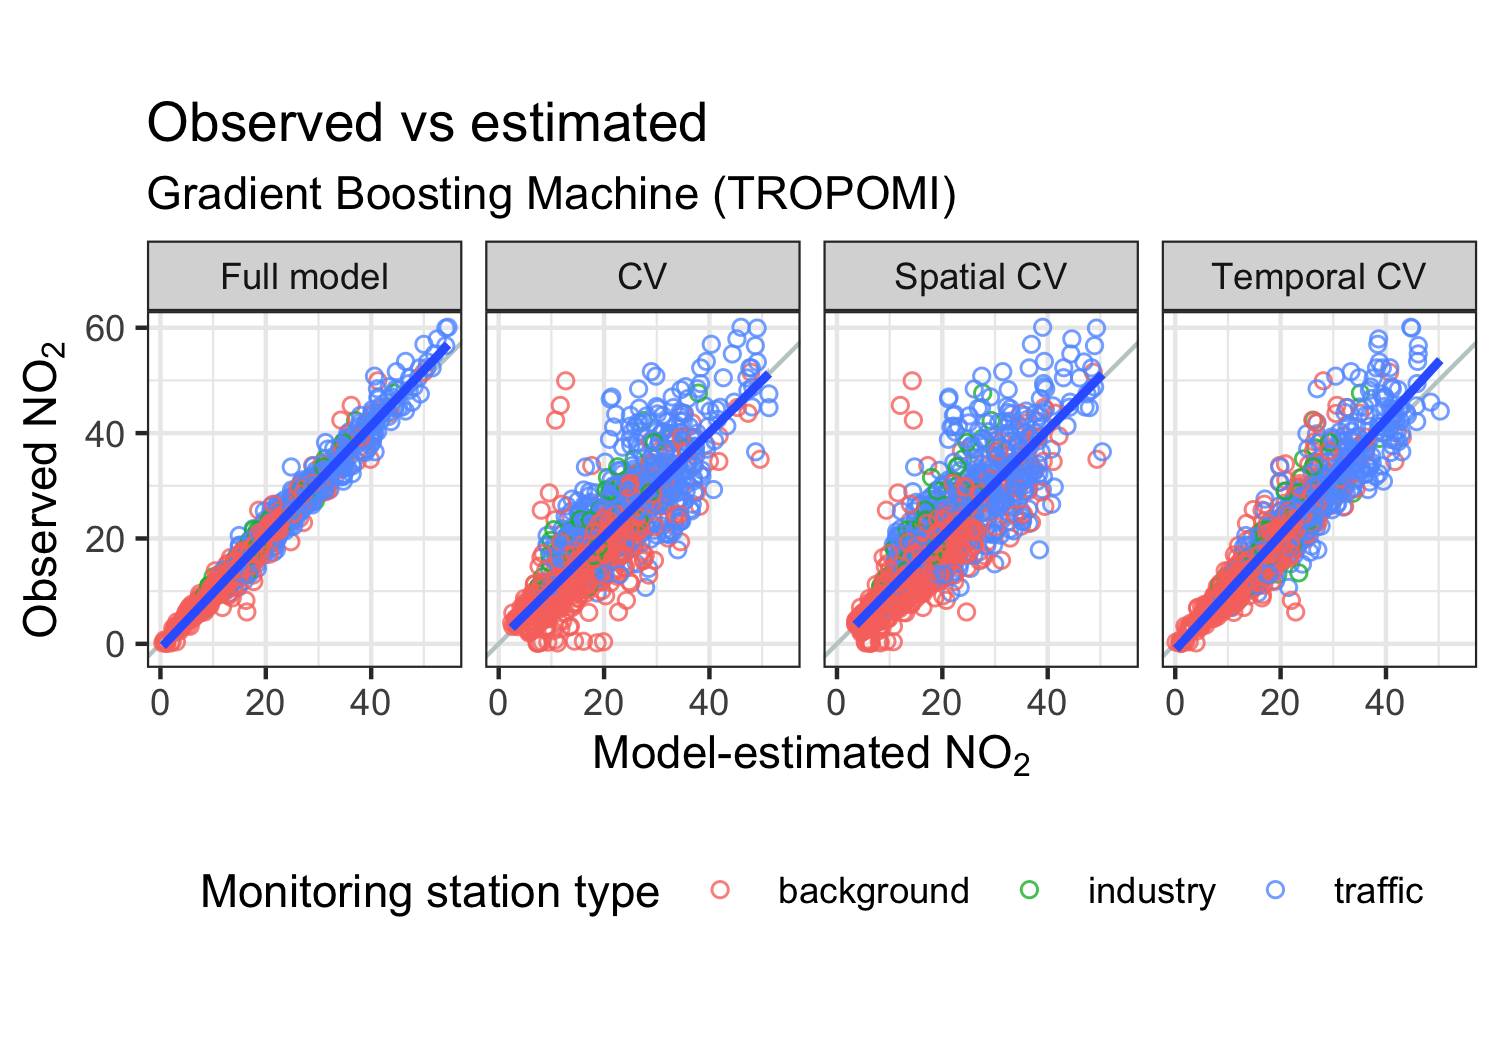 Observed vs estimated
Gradient Boosting Machine (TROPOMI)
Full model CV Spatial CV Temporal CV
Observed NO₂
60
40
20
0
0 20 40 0 20 40 0 20 40 0 20 40
Model-estimated NO₂
Monitoring station type background industry traffic